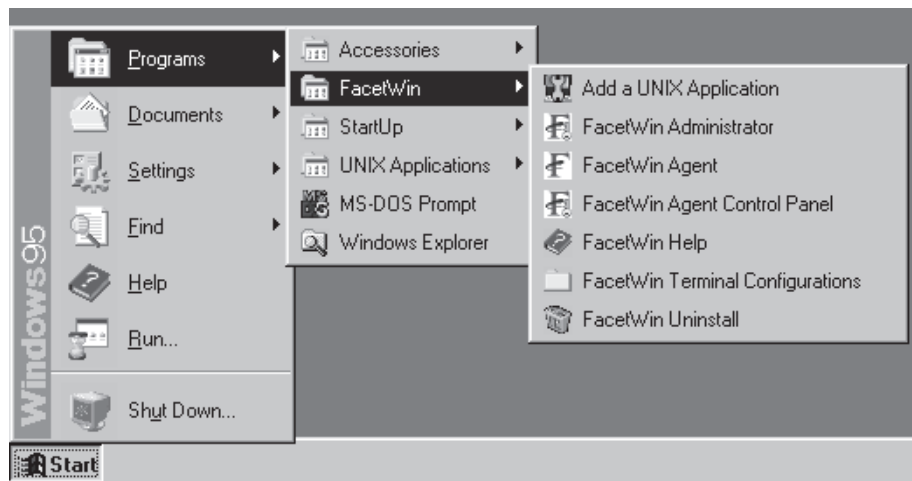 Programs
Documents
Settings
Find
Help
Run...
Shut Down...
Windows95
Start
Accessories
FacetWin
StartUp
UNIX Applications
MS-DOS Prompt
Windows Explorer
Add a UNIX Application
FacetWin Administrator
FacetWin Agent
FacetWin Agent Control Panel
FacetWin Help
FacetWin Terminal Configurations
FacetWin Uninstall